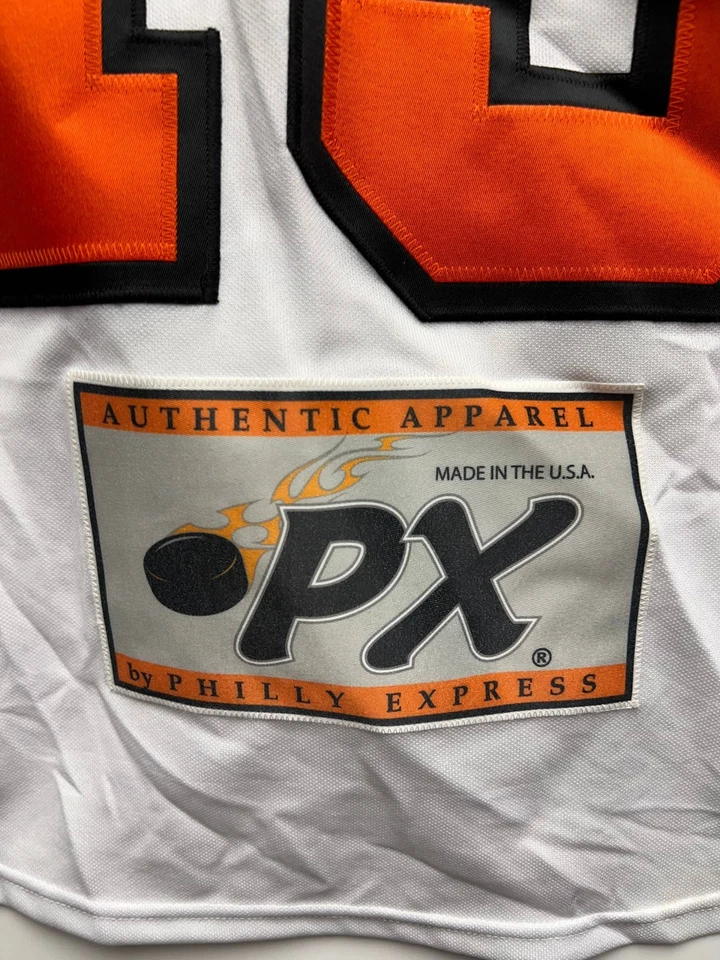 AUTHENTIC APPAREL
MADE IN THE U.S.A.
PX®
by PHILLY EXPRESS